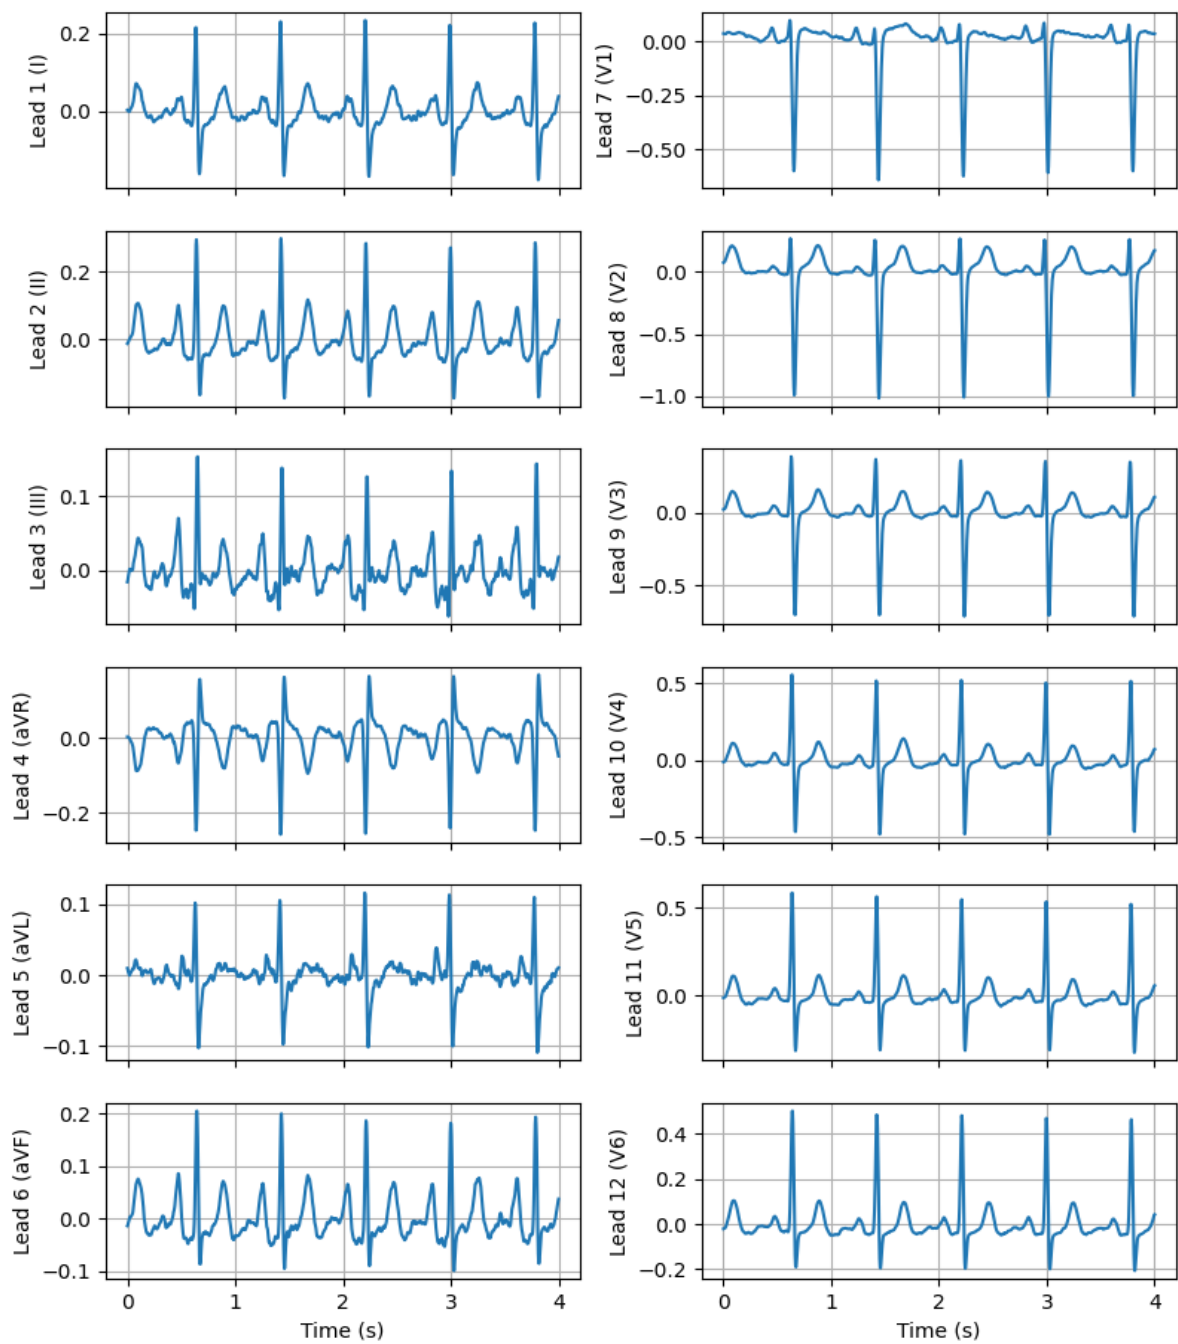 Lead 1 (I)
0.2
0.0
Lead 2 (II)
0.2
0.0
Lead 3 (III)
0.1
0.0
Lead 4 (aVR)
0.0
−0.2
Lead 5 (aVL)
0.1
0.0
−0.1
Lead 6 (aVF)
0.2
0.1
0.0
−0.1
0 1 2 3 4
Time (s)
Lead 7 (V1)
0.00
−0.25
−0.50
Lead 8 (V2)
0.0
−0.5
−1.0
Lead 9 (V3)
0.0
−0.5
Lead 10 (V4)
0.5
0.0
−0.5
Lead 11 (V5)
0.5
0.0
Lead 12 (V6)
0.4
0.2
0.0
−0.2
0 1 2 3 4
Time (s)